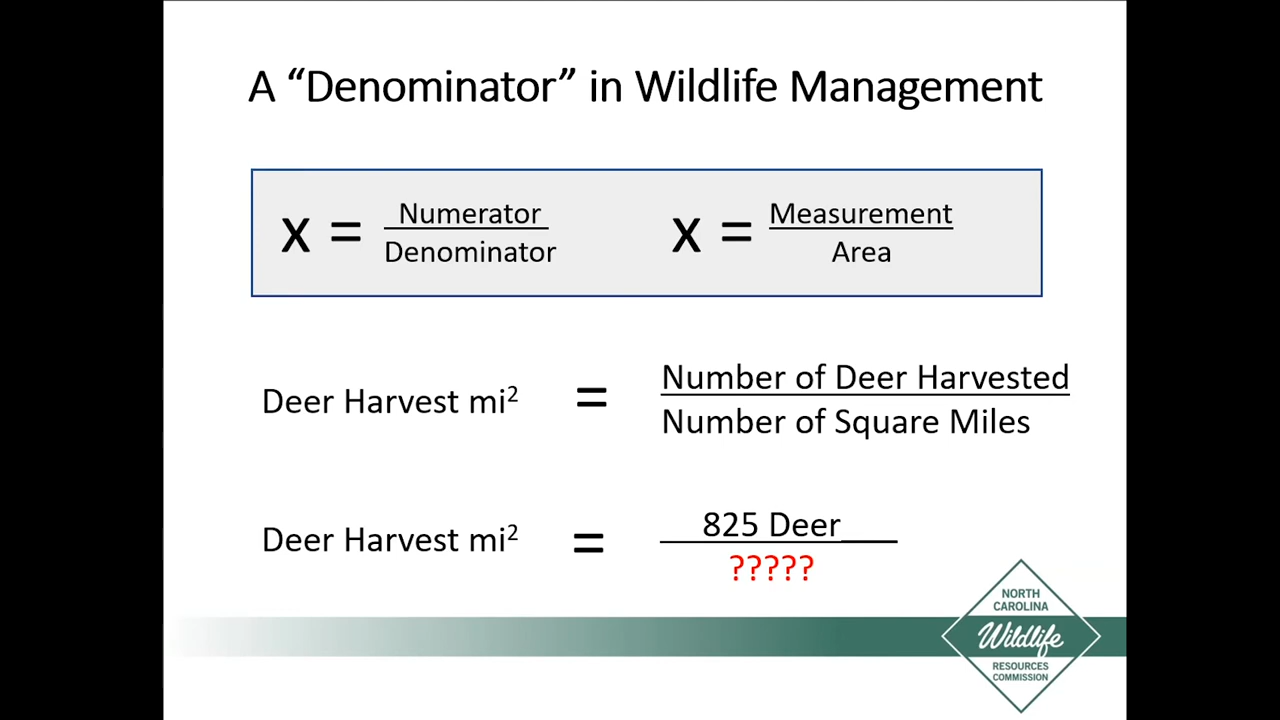 A “Denominator” in Wildlife Management
x = Numerator
Denominator
x = Measurement
Area
Deer Harvest mi² = Number of Deer Harvested
Number of Square Miles
Deer Harvest mi² = 825 Deer
?????
NORTH
CAROLINA
Wildlife
RESOURCES
COMMISSION